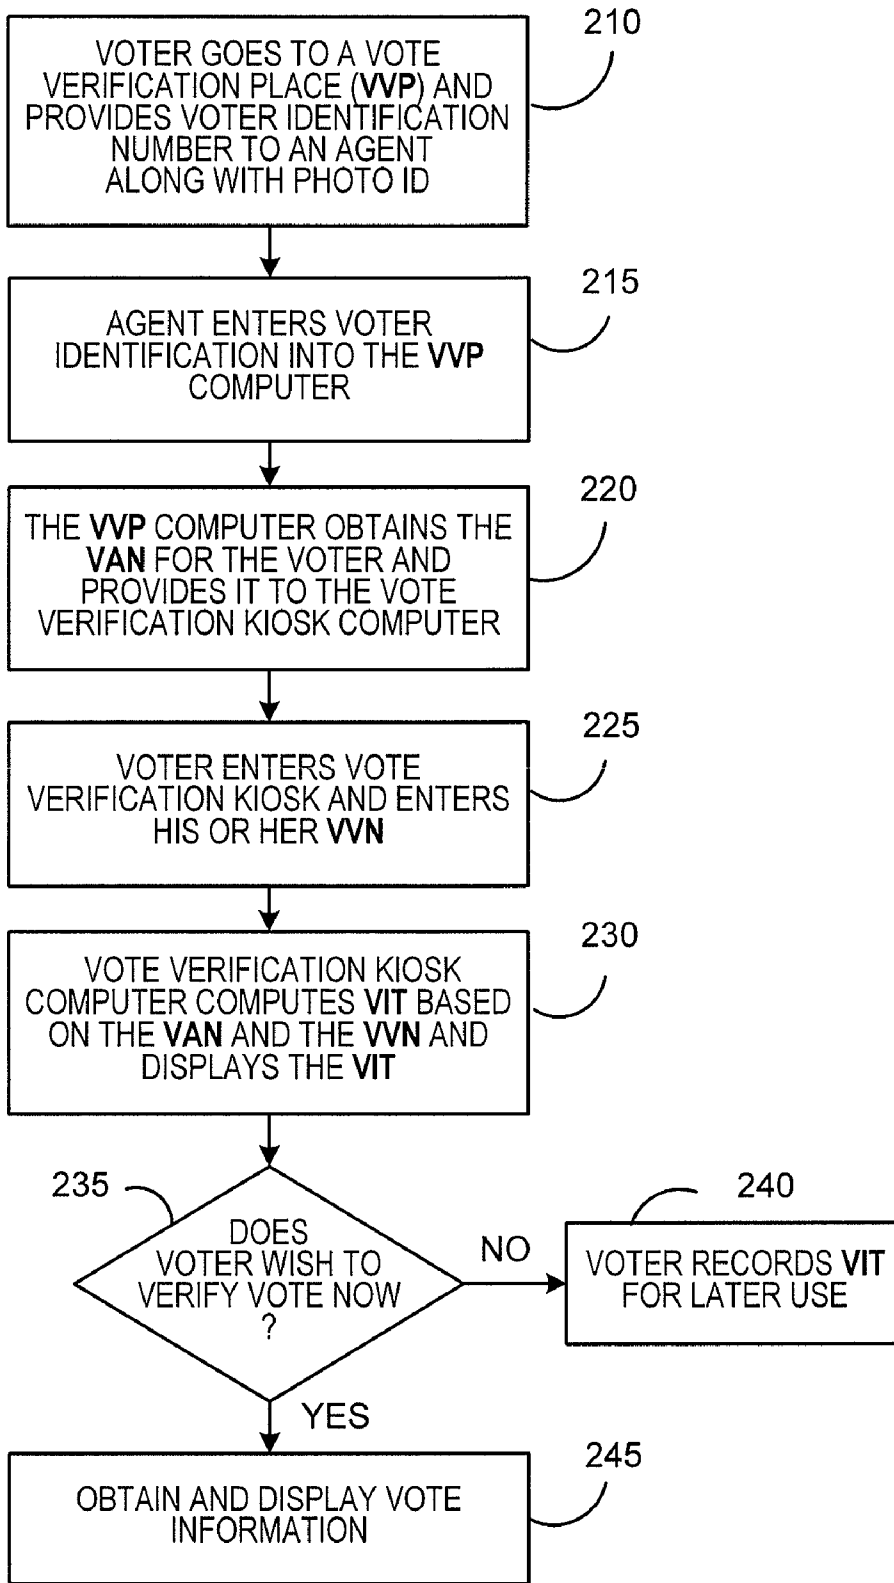 210
VOTER GOES TO A VOTE
VERIFICATION PLACE (VVP) AND
PROVIDES VOTER IDENTIFICATION
NUMBER TO AN AGENT
ALONG WITH PHOTO ID
215
AGENT ENTERS VOTER
IDENTIFICATION INTO THE VVP
COMPUTER
220
THE VVP COMPUTER OBTAINS THE
VAN FOR THE VOTER AND
PROVIDES IT TO THE VOTE
VERIFICATION KIOSK COMPUTER
225
VOTER ENTERS VOTE
VERIFICATION KIOSK AND ENTERS
HIS OR HER VVN
230
VOTE VERIFICATION KIOSK
COMPUTER COMPUTES VIT BASED
ON THE VAN AND THE VVN AND
DISPLAYS THE VIT
235
DOES
VOTER WISH TO
VERIFY VOTE NOW
?
NO
240
VOTER RECORDS VIT
FOR LATER USE
YES
245
OBTAIN AND DISPLAY VOTE
INFORMATION